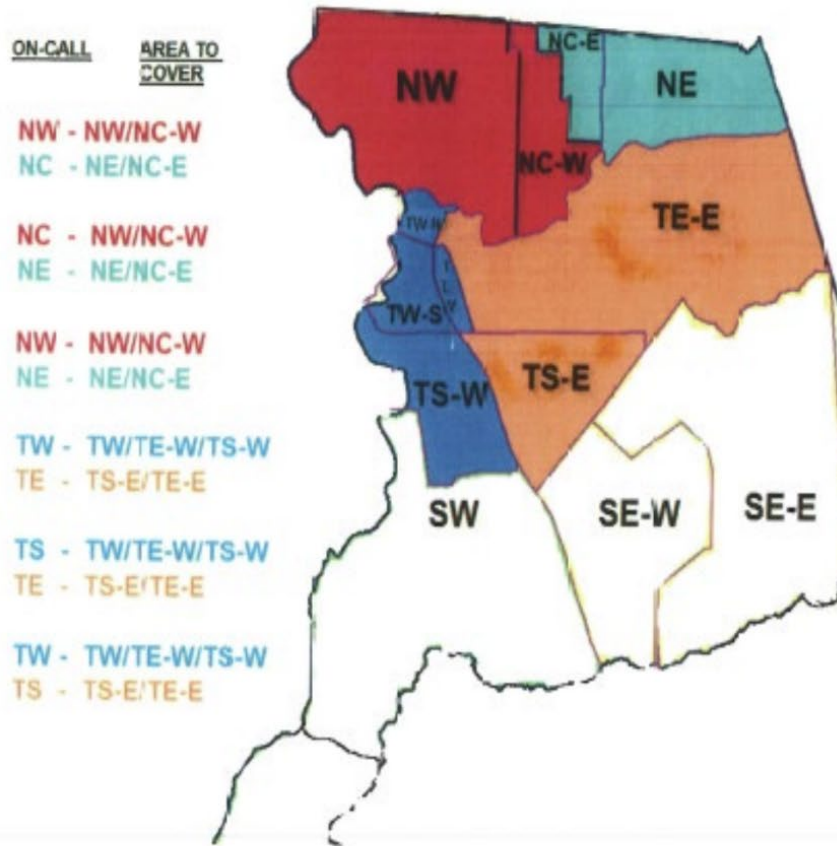 ON-CALL AREA TO COVER
NW - NW/NC-W
NC - NE/NC-E
NC - NW/NC-W
NE - NE/NC-E
NW - NW/NC-W
NE - NE/NC-E
TW - TW/TE-W/TS-W
TE - TS-E/TE-E
TS - TW/TE-W/TS-W
TE - TS-E/TE-E
TW - TW/TE-W/TS-W
TS - TS-E/TE-E
NC-E
NW
NE
NC-W
TE-E
TW-S
TS-E
TS-W
SW
SE-W
SE-E